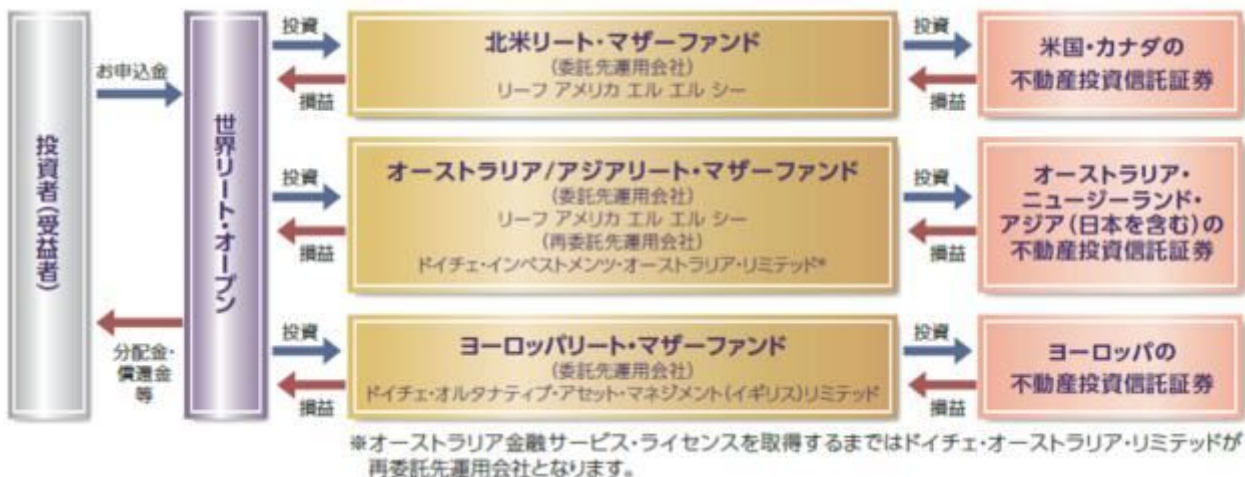 投資者(受益者)
お申込金
分配金・
償還金
等
世界リート・オープン
投資
損益
北米リート・マザーファンド
(委託先運用会社)
リーフ アメリカ エル エル シー
投資
損益
米国・カナダの
不動産投資信託証券
投資
損益
オーストラリア/アジアリート・マザーファンド
(委託先運用会社)
リーフ アメリカ エル エル シー
(再委託先運用会社)
ドイチェ・インベストメンツ・オーストラリア・リミテッド※
投資
損益
オーストラリア・
ニュージーランド・
アジア(日本を含む)の
不動産投資信託証券
投資
損益
ヨーロッパリート・マザーファンド
(委託先運用会社)
ドイチェ・オルタナティブ・アセット・マネジメント(イギリス)リミテッド
投資
損益
ヨーロッパの
不動産投資信託証券
※オーストラリア金融サービス・ライセンスを取得するまではドイチェ・オーストラリア・リミテッドが
再委託先運用会社となります。